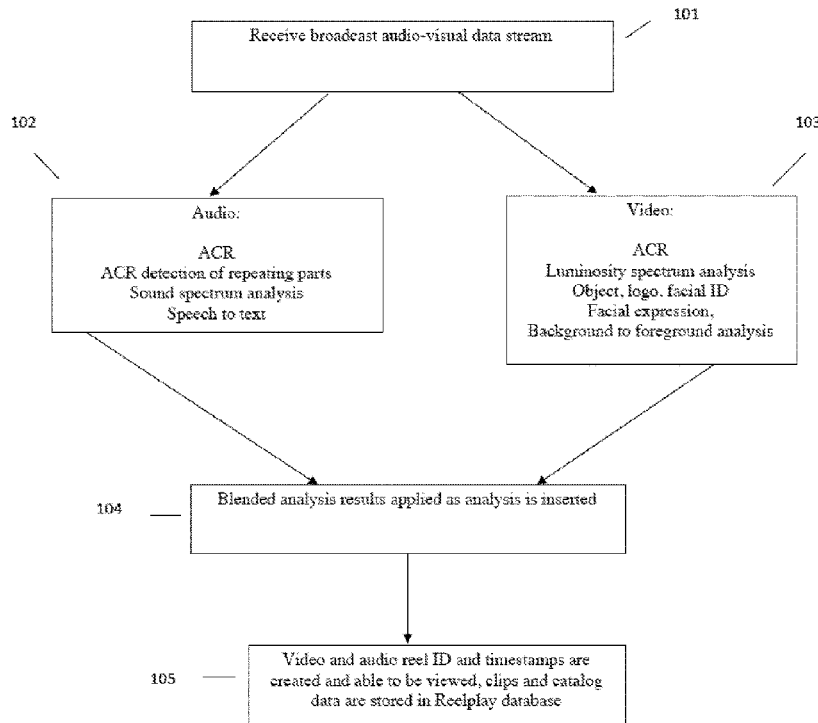 Receive broadcast audio-visual data stream
101
102
103
Audio:
ACR
ACR detection of repeating parts
Sound spectrum analysis
Speech to text
Video:
ACR
Luminosity spectrum analysis
Object, logo, facial ID
Facial expression,
Background to foreground analysis
104
Blended analysis results applied as analysis is inserted
105
Video and audio reel ID and timestamps are
created and able to be viewed, clips and catalog
data are stored in Reelplay database